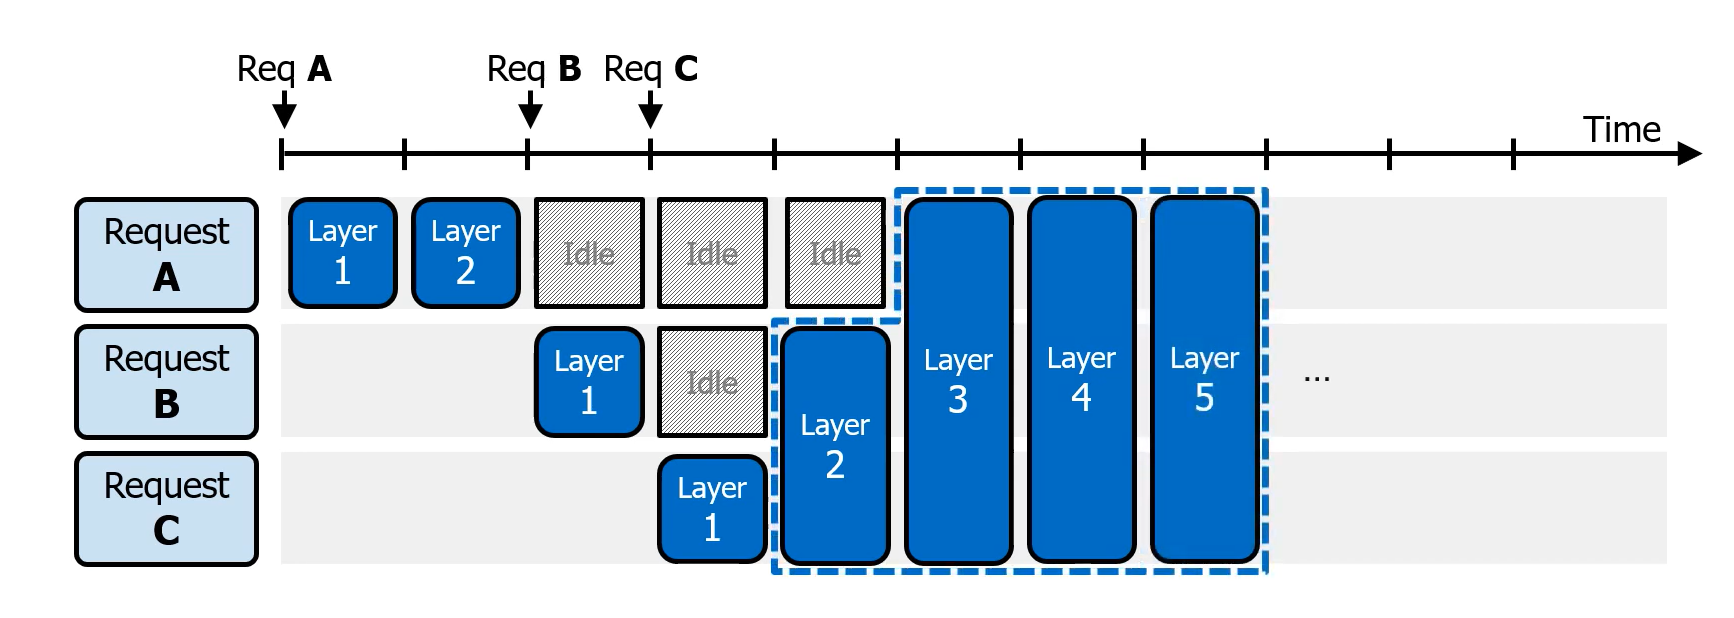 Req A
Req B
Req C
Time
Request
A
Layer
1
Layer
2
Idle
Idle
Idle
Layer
3
Layer
4
Layer
5
Request
B
Layer
1
Idle
Layer
2
...
Request
C
Layer
1